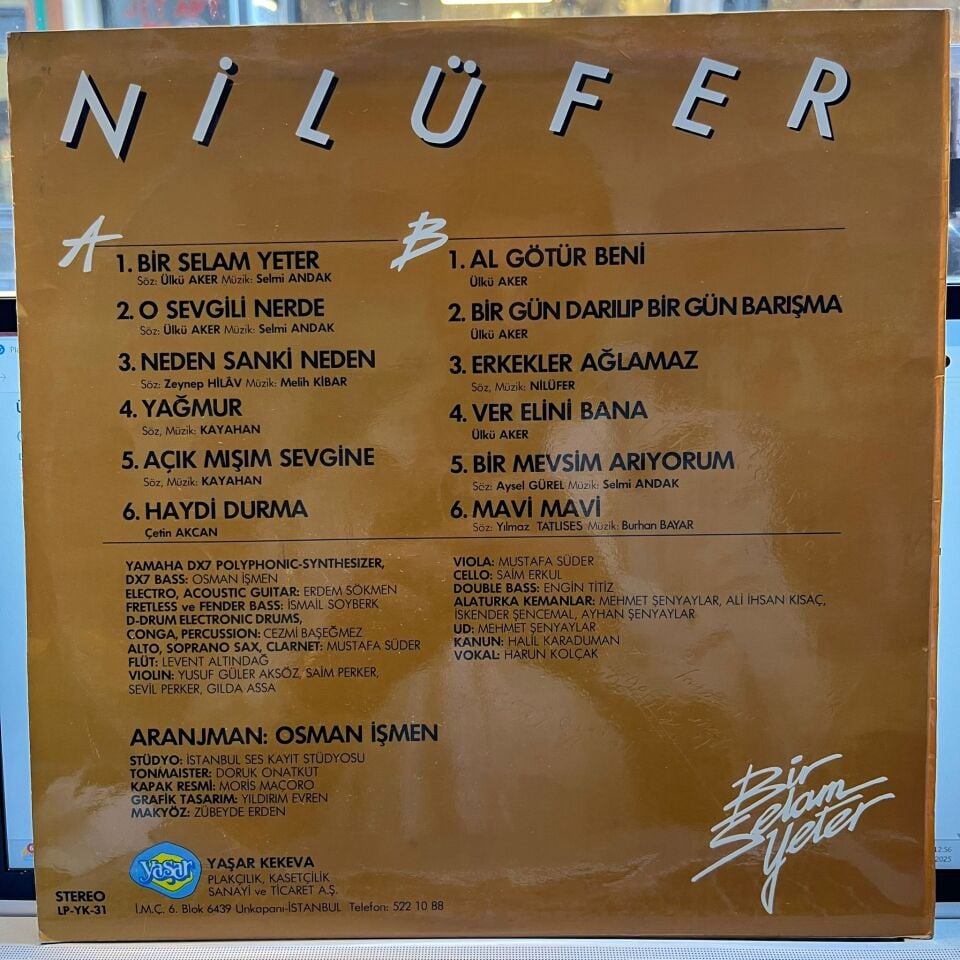 NİLÜFER
A
1. BİR SELAM YETER
Söz: Ülkü AKER Müzik: Selmi ANDAK
2. O SEVGİLİ NERDE
Söz: Ülkü AKER Müzik: Selmi ANDAK
3. NEDEN SANKİ NEDEN
Söz: Zeynep HİLÂV Müzik: Melih KİBAR
4. YAĞMUR
Söz, Müzik: KAYAHAN
5. AÇIK MIŞIM SEVGİNE
Söz, Müzik: KAYAHAN
6. HAYDİ DURMA
Çetin AKCAN
B
1. AL GÖTÜR BENİ
Ülkü AKER
2. BİR GÜN DARILIP BİR GÜN BARIŞMA
Ülkü AKER
3. ERKEKLER AĞLAMAZ
Söz, Müzik: NİLÜFER
4. VER ELİNİ BANA
Ülkü AKER
5. BİR MEVSİM ARIYORUM
Söz: Aysel GÜREL Müzik: Selmi ANDAK
6. MAVİ MAVİ
Söz: Yılmaz TATLISES Müzik: Burhan BAYAR
YAMAHA DX7 POLYPHONIC-SYNTHESIZER,
DX7 BASS: OSMAN İŞMEN
ELECTRO, ACOUSTIC GUITAR: ERDEM SÖKMEN
FRETLESS ve FENDER BASS: İSMAİL SOYBERK
D-DRUM ELECTRONIC DRUMS,
CONGA, PERCUSSION: CEZMİ BAŞEĞMEZ
ALTO, SOPRANO SAX, CLARNET: MUSTAFA SÜDER
FLÜT: LEVENT ALTINDAĞ
VIOLIN: YUSUF GÜLER AKSÖZ, SAİM PERKER,
SEVİL PERKER, GILDA ASSA
VIOLA: MUSTAFA SÜDER
CELLO: SAİM ERKUL
DOUBLE BASS: ENGİN TİTİZ
ALATURKA KEMANLAR: MEHMET ŞENYAYLAR, ALİ İHSAN KISAÇ,
İSKENDER ŞENCEMAL, AYHAN ŞENYAYLAR
UD: MEHMET ŞENYAYLAR
KANUN: HALİL KARADUMAN
VOKAL: HARUN KOLÇAK
ARANJMAN: OSMAN İŞMEN
STÜDYO: İSTANBUL SES KAYIT STÜDYOSU
TONMAISTER: DORUK ONATKUT
KAPAK RESMİ: MORIS MAÇORO
GRAFİK TASARIM: YILDIRIM EVREN
MAKYÖZ: ZÜBEYDE ERDEN
Bir
Selam
Yeter
yaşar
YAŞAR KEKEVA
PLAKÇILIK, KASETÇİLİK
SANAYİ ve TİCARET A.Ş.
STEREO
LP-YK-31
İ.M.Ç. 6. Blok 6439 Unkapanı-İSTANBUL Telefon: 522 10 88